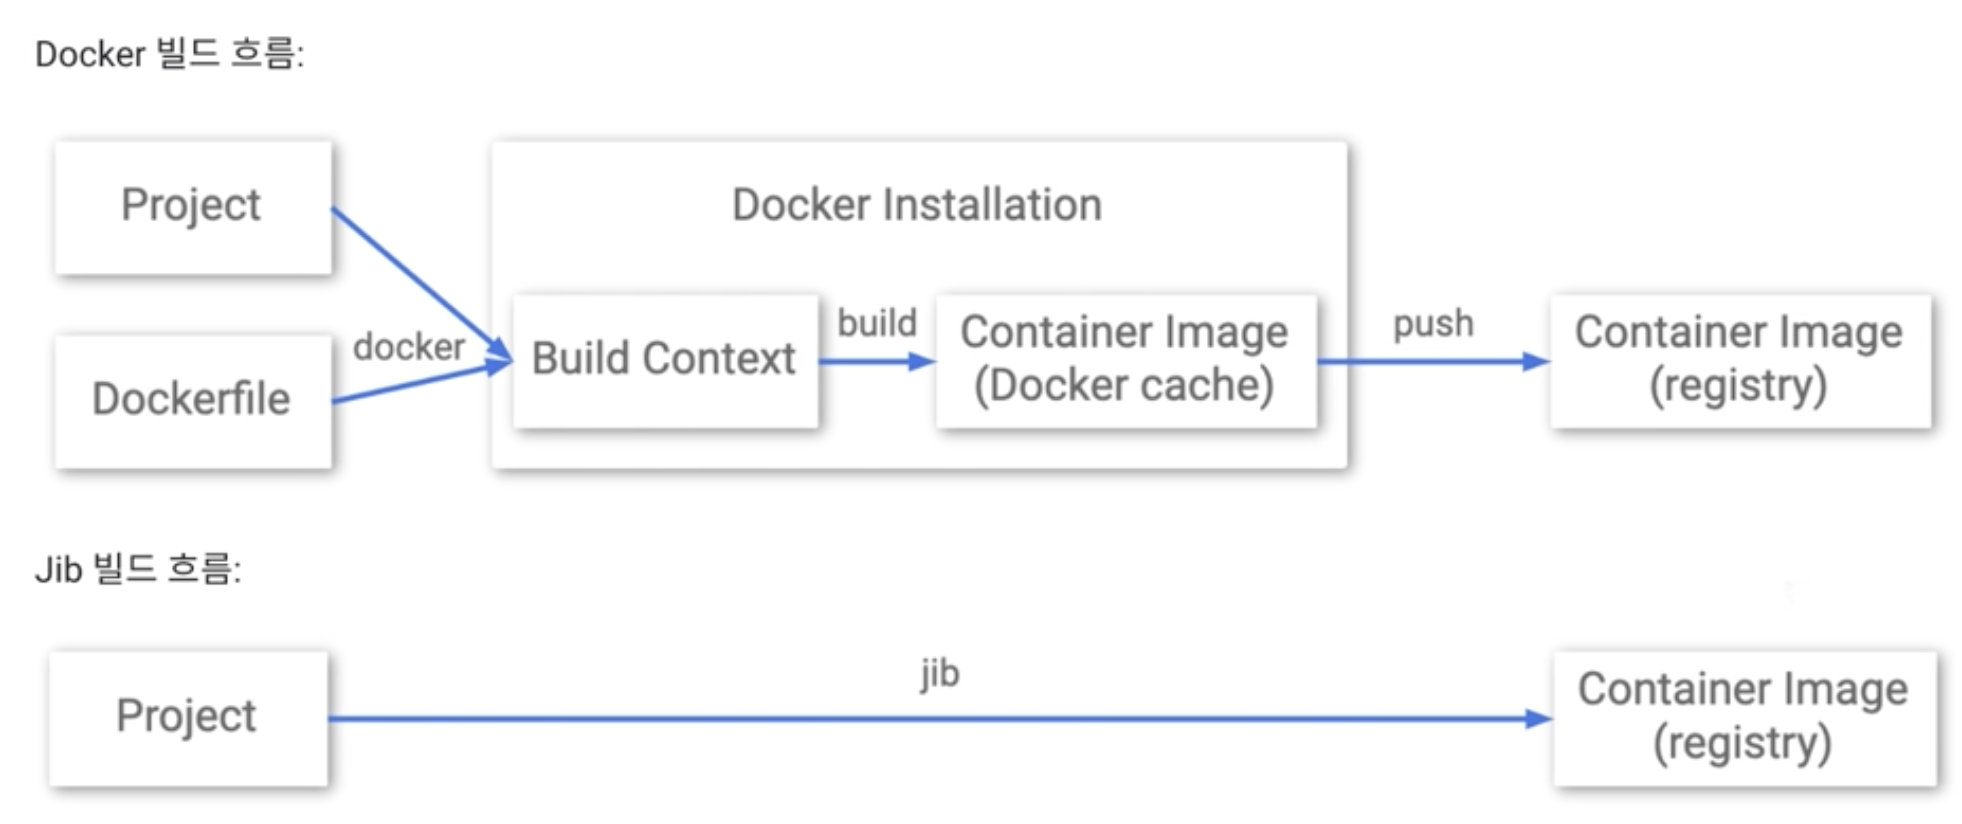 Docker 빌드 흐름:
Project
Docker Installation
docker
Dockerfile
Build Context
build
Container Image
(Docker cache)
push
Container Image
(registry)
Jib 빌드 흐름:
Project
jib
Container Image
(registry)